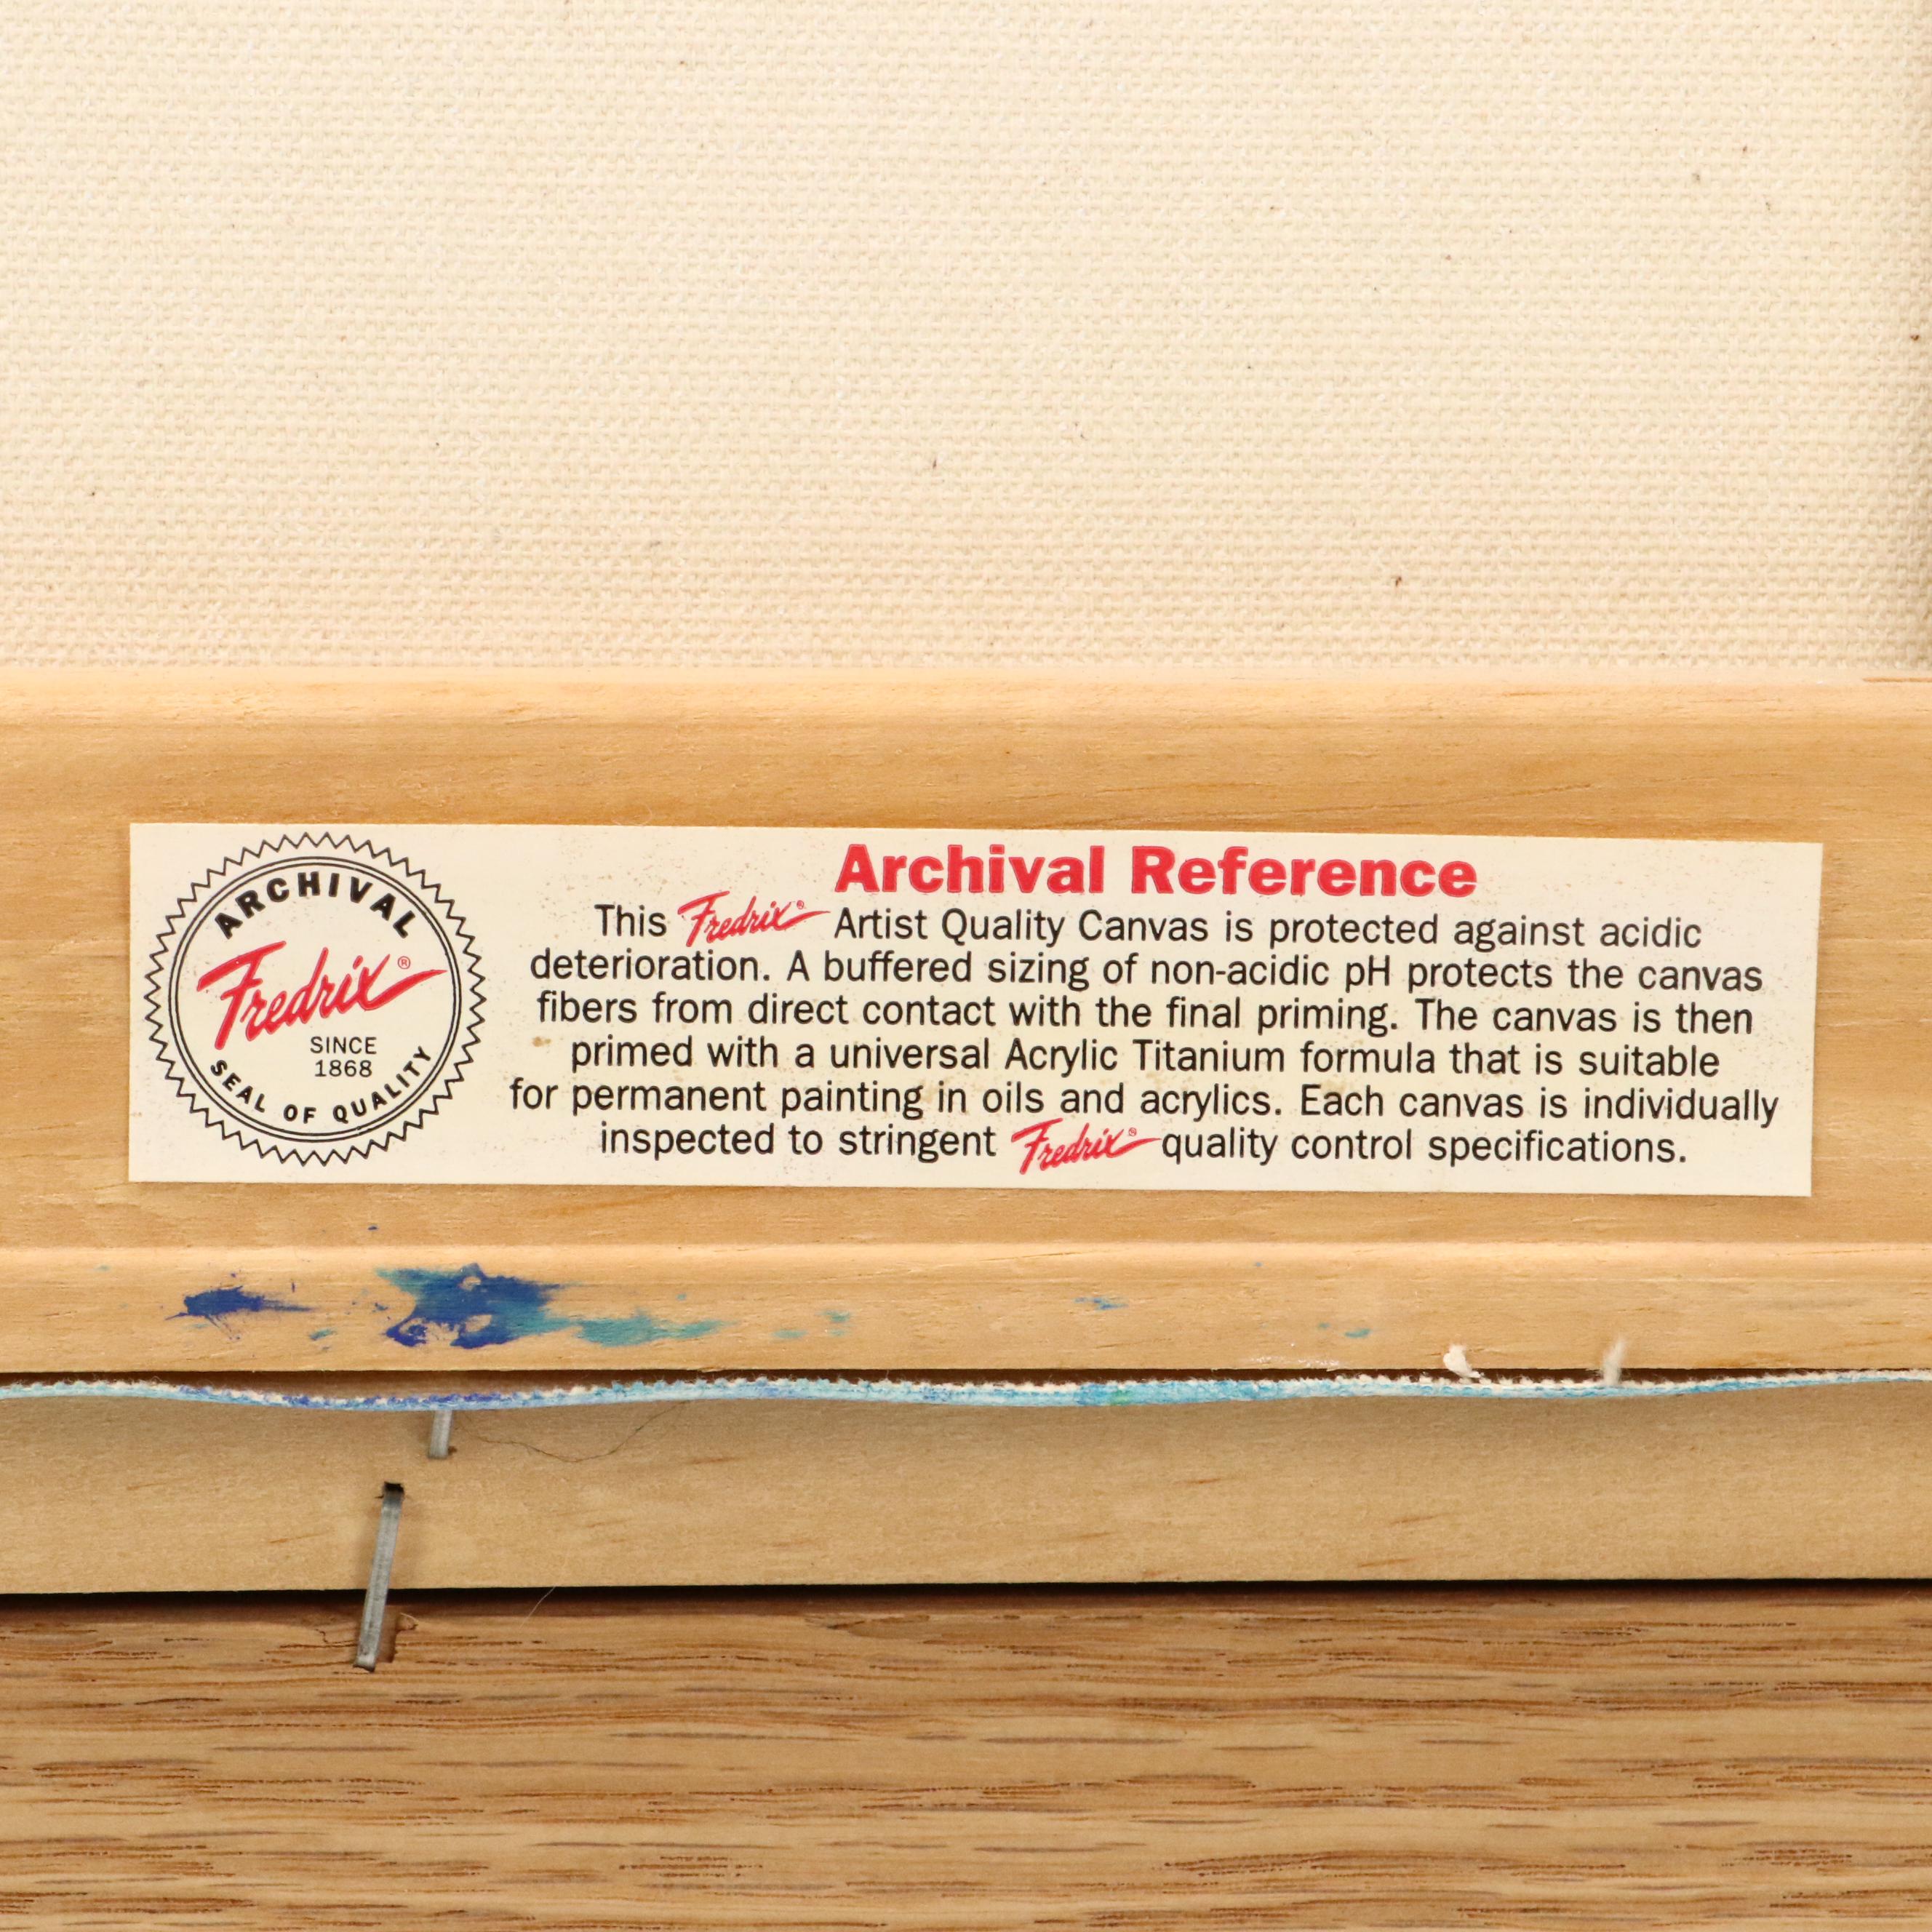 ARCHIVAL
Fredrix®
SINCE
1868
SEAL OF QUALITY
Archival Reference
This Fredrix® Artist Quality Canvas is protected against acidic
deterioration. A buffered sizing of non-acidic pH protects the canvas
fibers from direct contact with the final priming. The canvas is then
primed with a universal Acrylic Titanium formula that is suitable
for permanent painting in oils and acrylics. Each canvas is individually
inspected to stringent Fredrix® quality control specifications.